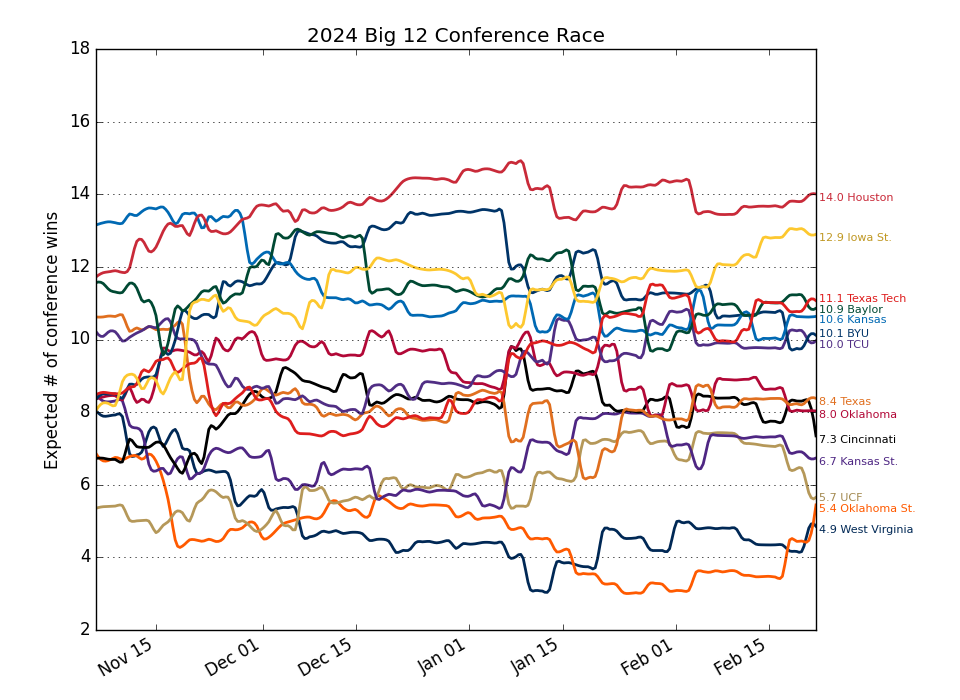 2024 Big 12 Conference Race
Expected # of conference wins
18
16
14
12
10
8
6
4
2
14.0 Houston
12.9 Iowa St.
11.1 Texas Tech
10.9 Baylor
10.6 Kansas
10.1 BYU
10.0 TCU
8.4 Texas
8.0 Oklahoma
7.3 Cincinnati
6.7 Kansas St.
5.7 UCF
5.4 Oklahoma St.
4.9 West Virginia
Nov 15
Dec 01
Dec 15
Jan 01
Jan 15
Feb 01
Feb 15